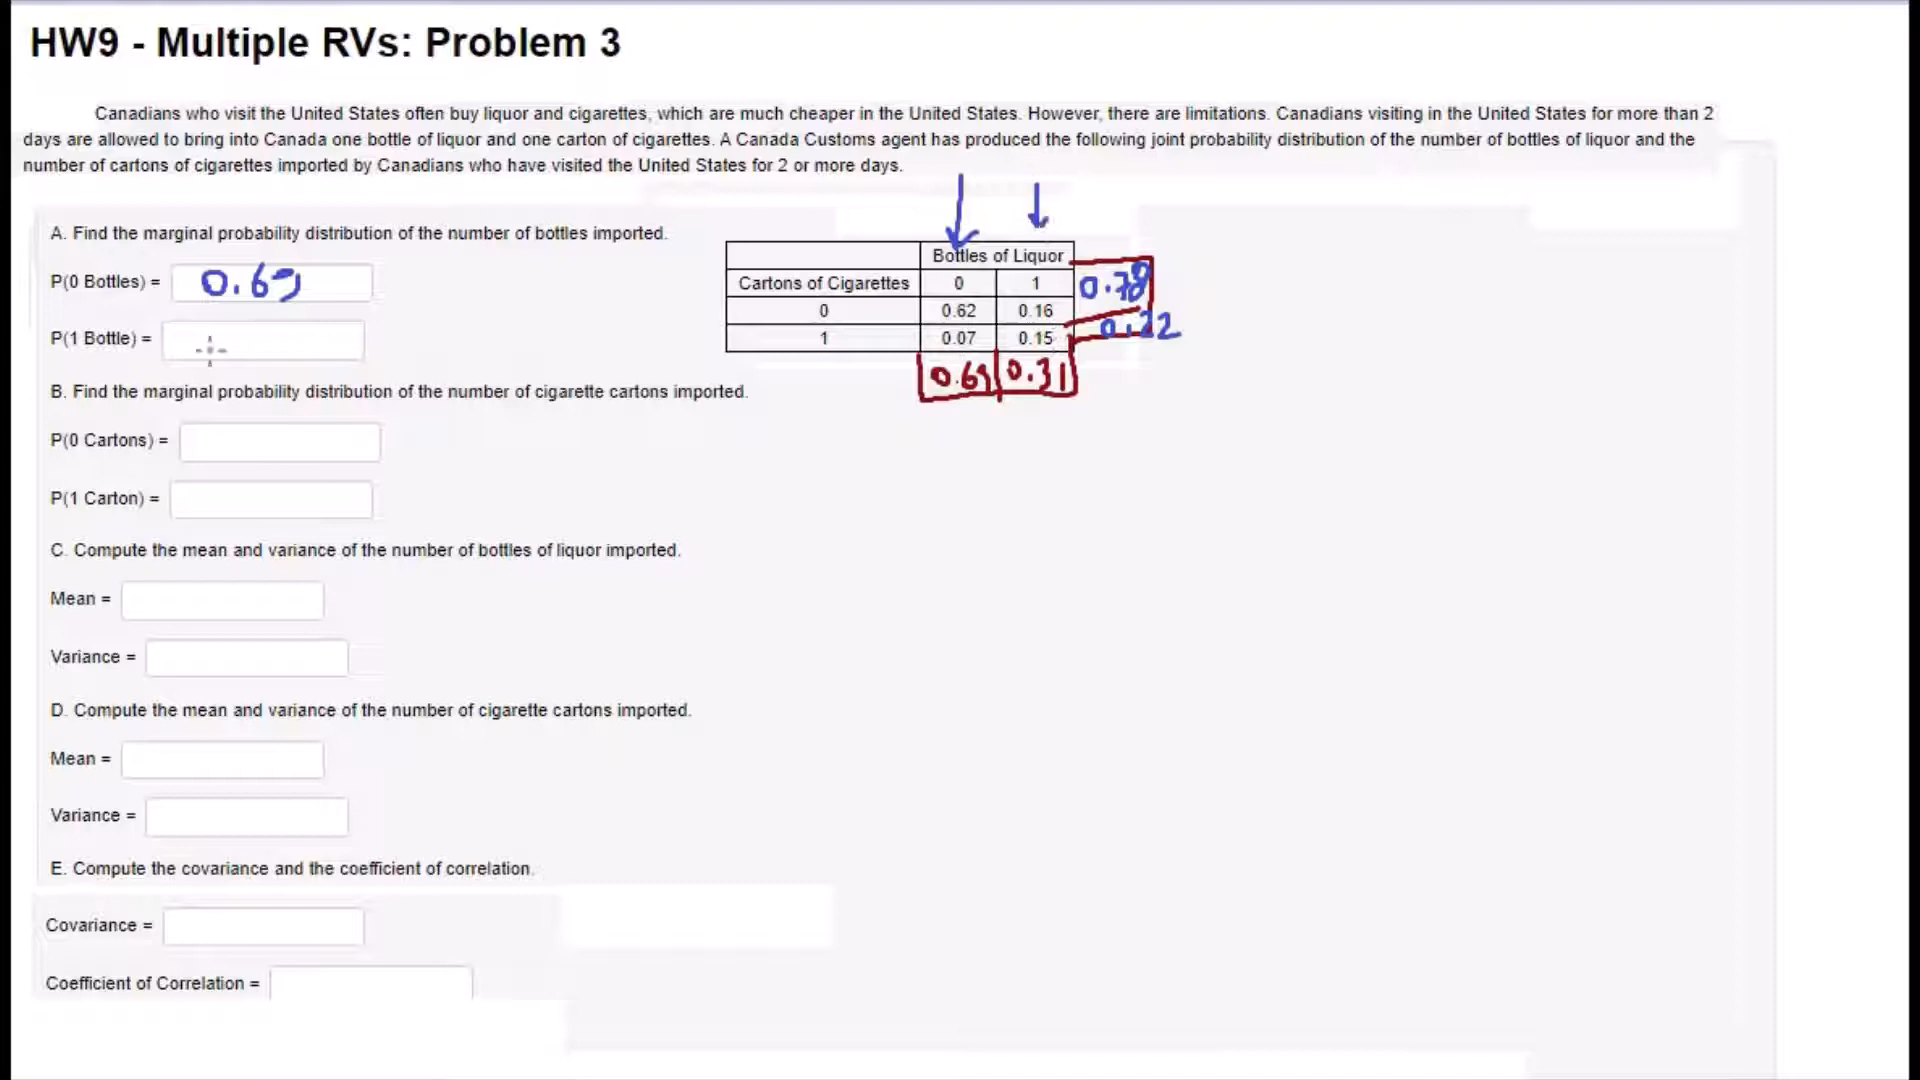 HW9 - Multiple RVs: Problem 3
Canadians who visit the United States often buy liquor and cigarettes, which are much cheaper in the United States. However, there are limitations. Canadians visiting in the United States for more than 2
days are allowed to bring into Canada one bottle of liquor and one carton of cigarettes. A Canada Customs agent has produced the following joint probability distribution of the number of bottles of liquor and the
number of cartons of cigarettes imported by Canadians who have visited the United States for 2 or more days.
A. Find the marginal probability distribution of the number of bottles imported.
P(0 Bottles) = 0.69
P(1 Bottle) =
Bottles of Liquor
Cartons of Cigarettes 0 1 0.78
0 0.62 0.16 0.22
1 0.07 0.15
0.69 0.31
B. Find the marginal probability distribution of the number of cigarette cartons imported.
P(0 Cartons) =
P(1 Carton) =
C. Compute the mean and variance of the number of bottles of liquor imported.
Mean =
Variance =
D. Compute the mean and variance of the number of cigarette cartons imported.
Mean =
Variance =
E. Compute the covariance and the coefficient of correlation.
Covariance =
Coefficient of Correlation =